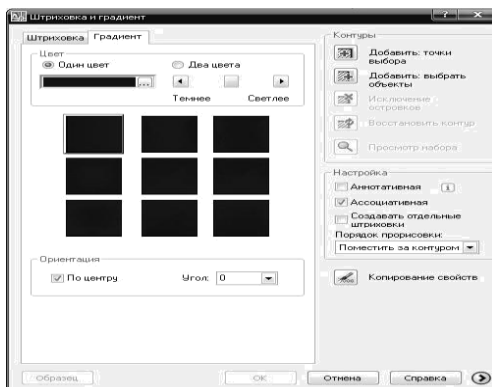 Штриховка и градиент
Штриховка Градиент
Цвет
Один цвет
Два цвета
...
Темнее Светлее
Ориентация
По центру
Угол: 0
Контуры
Добавить: точки
выбора
Добавить: выбрать
объекты
Исключение
островков
Восстановить контур
Просмотр набора
Настройка
Аннотативная
Ассоциативная
Создавать отдельные
штриховки
Порядок прорисовки:
Поместить за контуром
Копирование свойств
Образец
ОК
Отмена
Справка